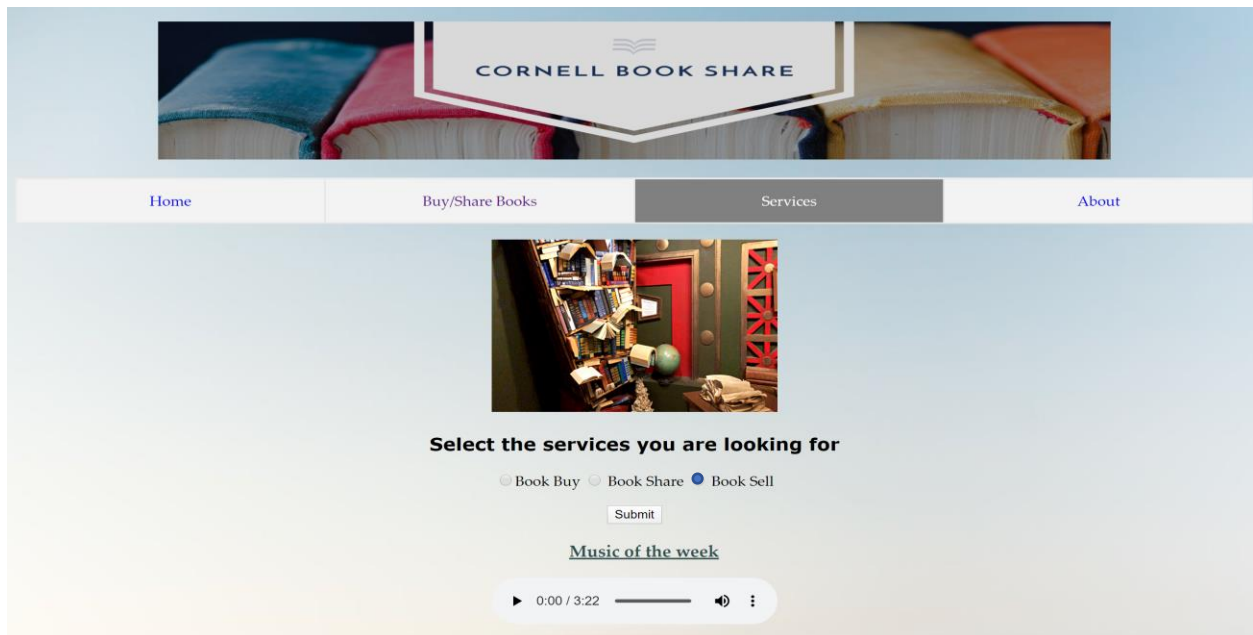 CORNELL BOOK SHARE
Home Buy/Share Books Services About
Select the services you are looking for
Book Buy Book Share Book Sell
Submit
Music of the week
0:00 / 3:22